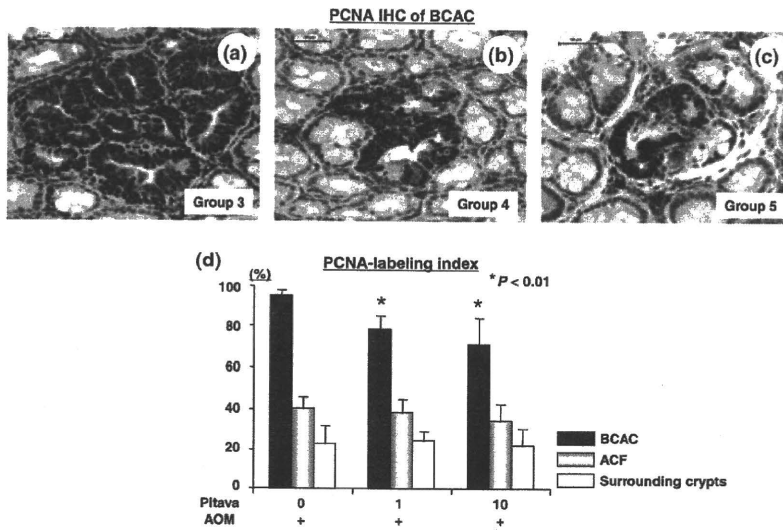 PCNA IHC of BCAC
(a)
(b)
(c)
Group 3
Group 4
Group 5
(d)
PCNA-labeling index
(%)
* P < 0.01
100
80
60
40
20
0
*
*
BCAC
ACF
Surrounding crypts
Pitava 0 1 10
AOM + + +